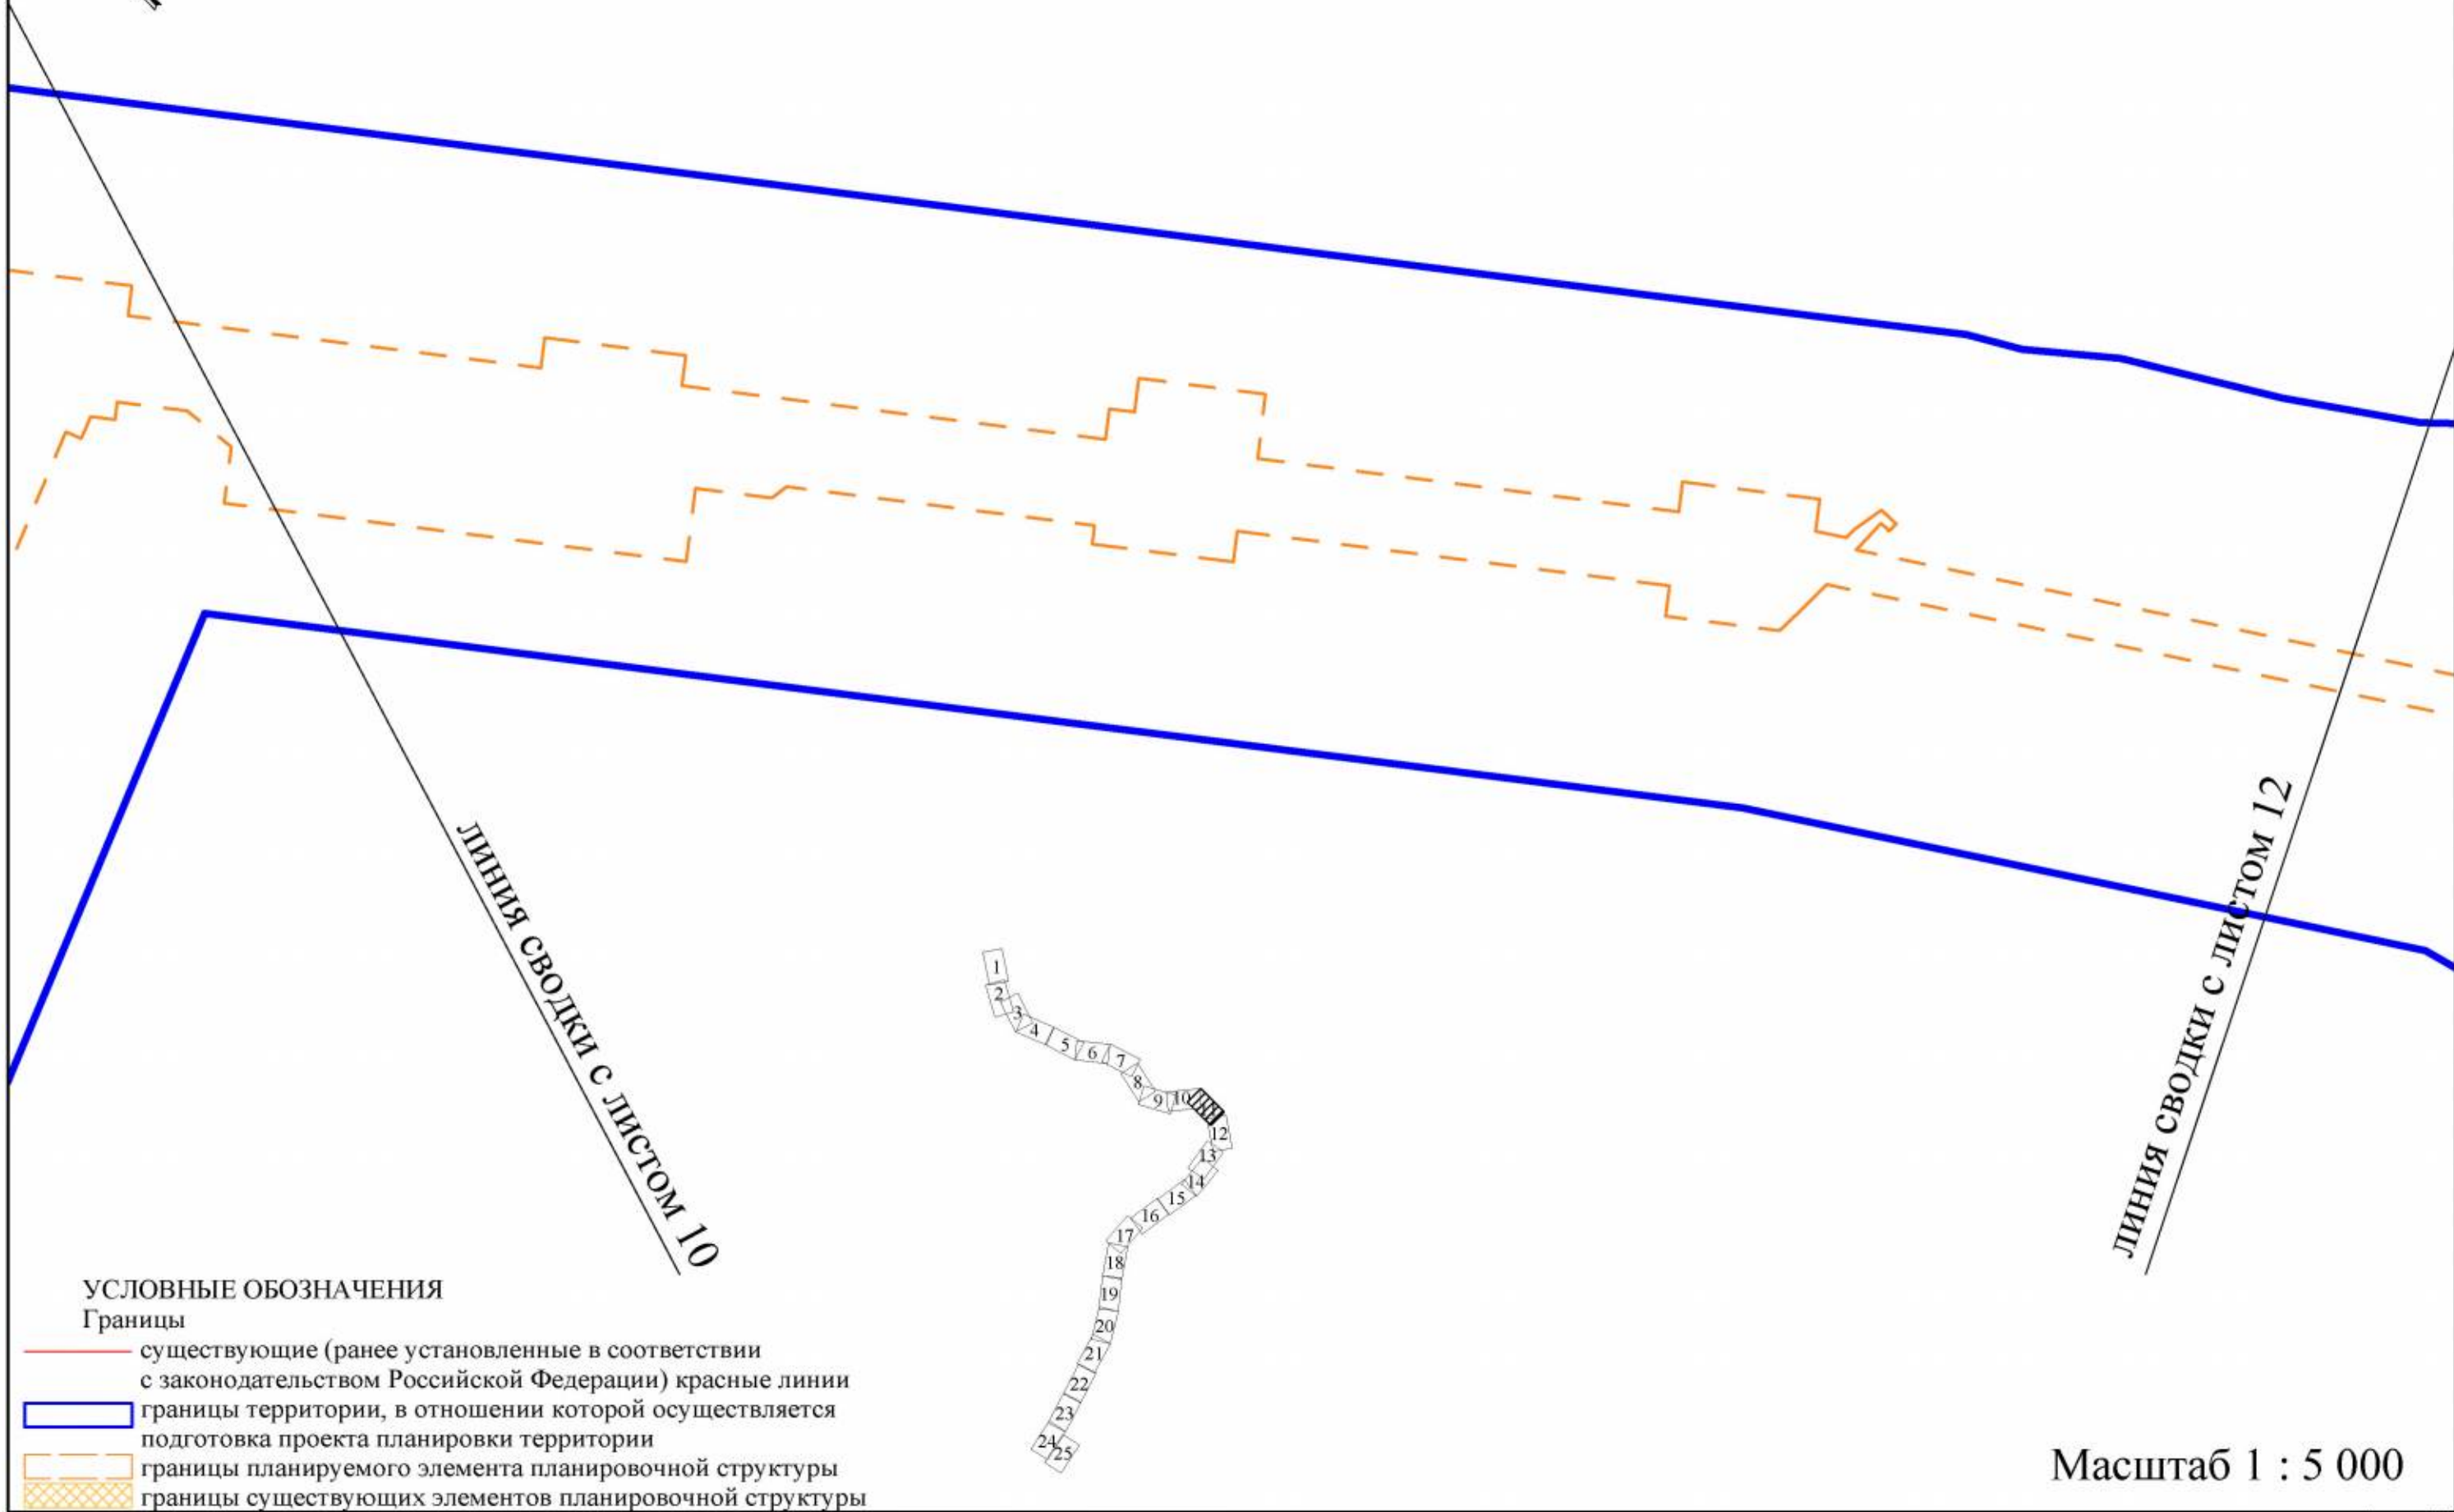 ЛИНИЯ СВОДКИ С ЛИСТОМ 10
ЛИНИЯ СВОДКИ С ЛИСТОМ 12
1
2
3
4
5
6
7
8
9
10
12
13
14
15
16
17
18
19
20
21
22
23
24
25
УСЛОВНЫЕ ОБОЗНАЧЕНИЯ
Границы
существующие (ранее установленные в соответствии
с законодательством Российской Федерации) красные линии
границы территории, в отношении которой осуществляется
подготовка проекта планировки территории
границы планируемого элемента планировочной структуры
границы существующих элементов планировочной структуры
Масштаб 1 : 5 000